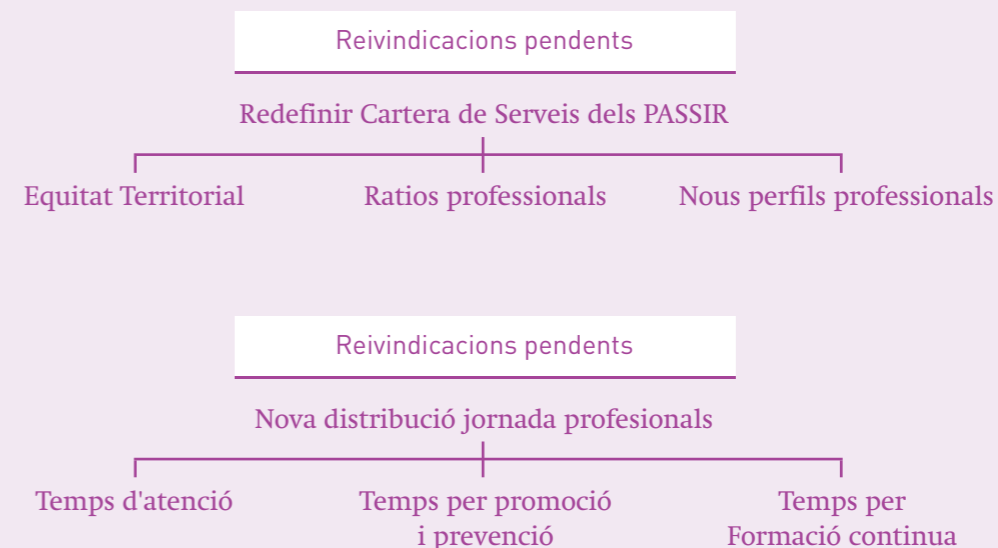 Reivindicacions pendents
Redefinir Cartera de Serveis dels PASSIR
Equitat Territorial
Ratios professionals
Nous perfils professionals
Reivindicacions pendents
Nova distribució jornada profesionals
Temps d'atenció
Temps per promoció
i prevenció
Temps per
Formació continua